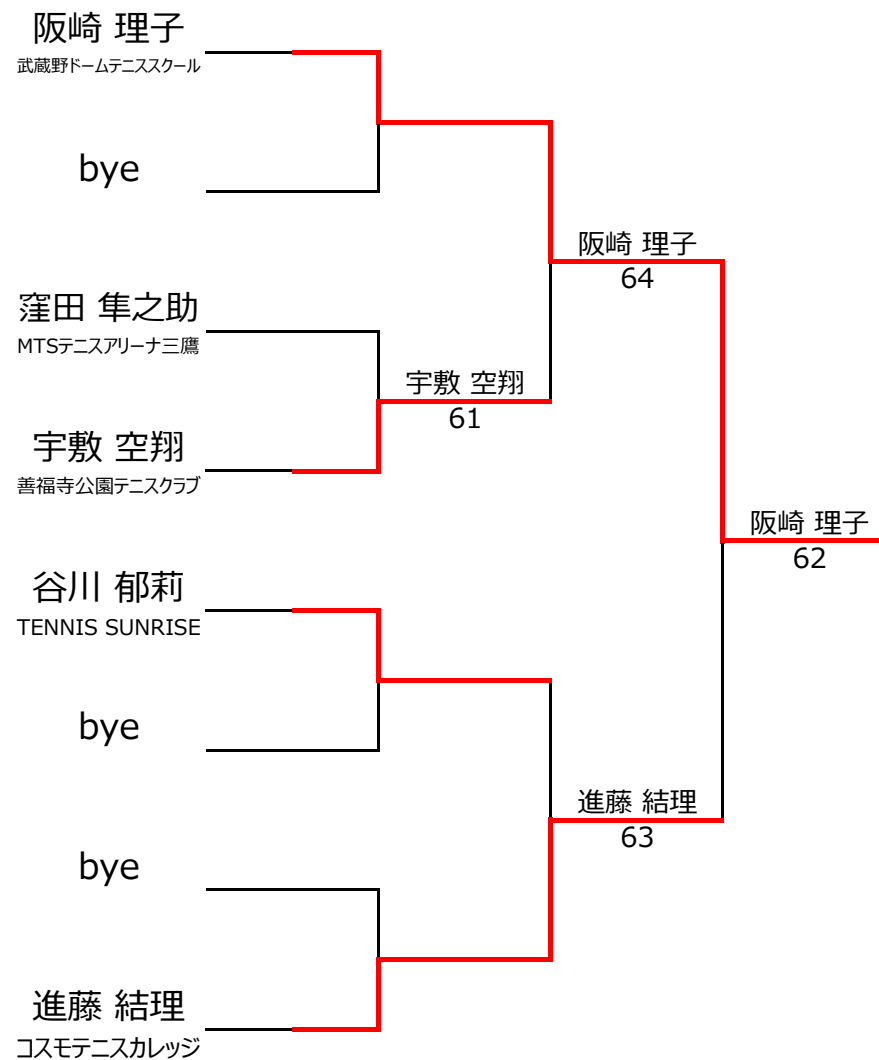 阪崎 理子
武蔵野ドームテニススクール
bye
窪田 隼之助
MTSテニスアリーナ三鷹
宇敷 空翔
善福寺公園テニスクラブ
谷川 郁莉
TENNIS SUNRISE
bye
bye
進藤 結理
コスモテニスカレッジ
宇敷 空翔
61
阪崎 理子
64
進藤 結理
63
阪崎 理子
62